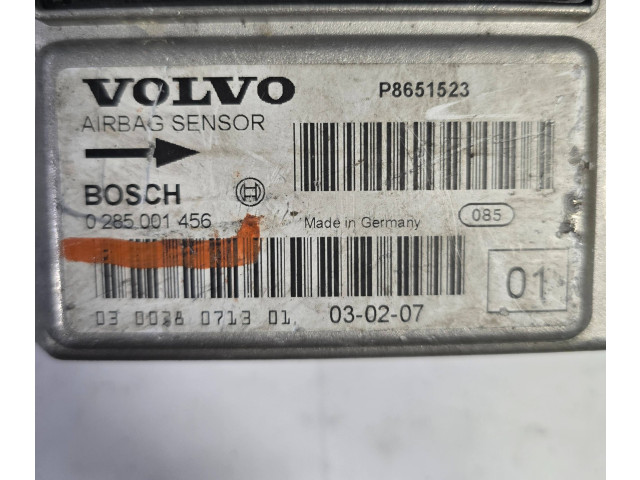 VOLVO
P8651523
AIRBAG SENSOR
BOSCH
0 285 001 456
Made in Germany
085
03 0038 0713 01
03-02-07
01